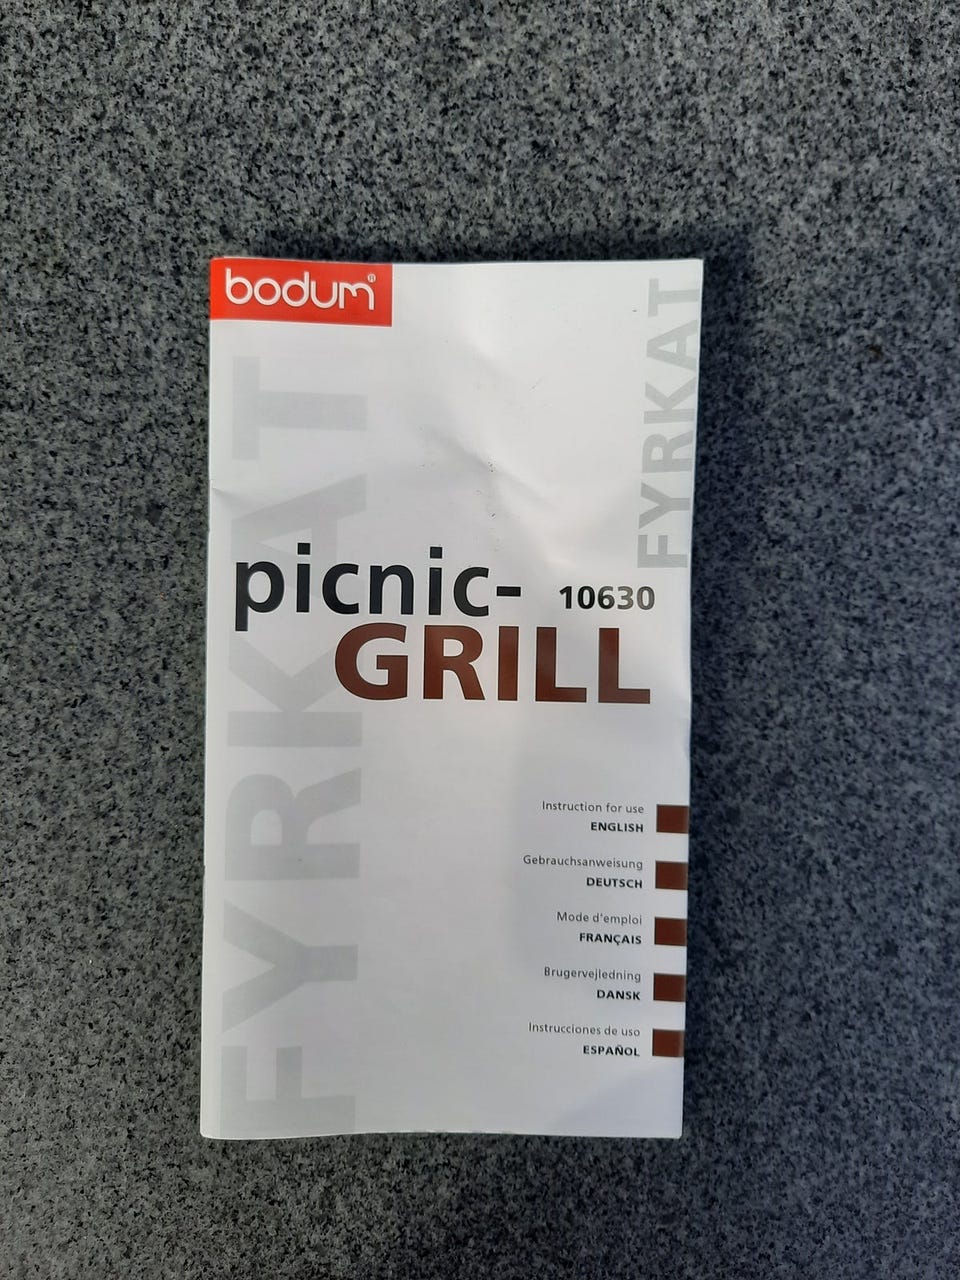 bodum®
FYRKAT
FYRKAT
picnic-
10630
GRILL
Instruction for use
ENGLISH
Gebrauchsanweisung
DEUTSCH
Mode d'emploi
FRANÇAIS
Brugervejledning
DANSK
Instrucciones de uso
ESPAÑOL